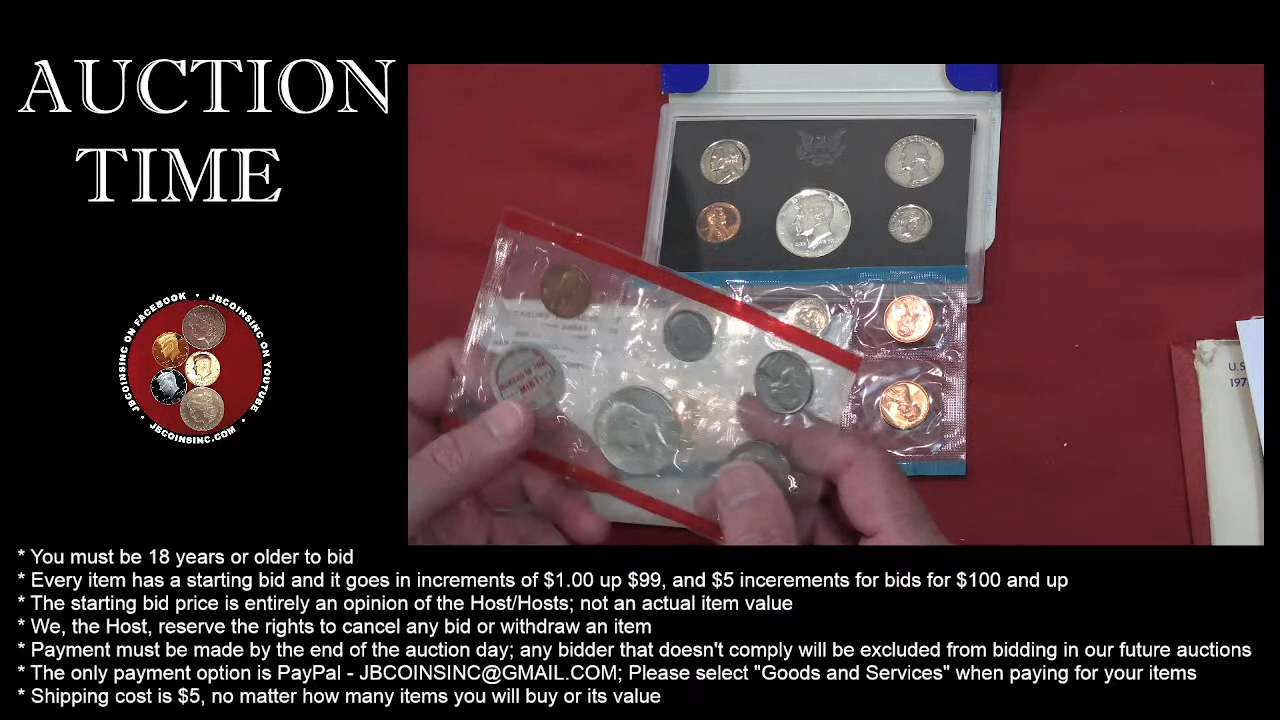 AUCTION
TIME
JBCOINSINC ON FACEBOOK • JBCOINSINC ON YOUTUBE • JBCOINSINC.COM •
U.S
197
* You must be 18 years or older to bid
* Every item has a starting bid and it goes in increments of $1.00 up $99, and $5 incerements for bids for $100 and up
* The starting bid price is entirely an opinion of the Host/Hosts; not an actual item value
* We, the Host, reserve the rights to cancel any bid or withdraw an item
* Payment must be made by the end of the auction day; any bidder that doesn't comply will be excluded from bidding in our future auctions
* The only payment option is PayPal - JBCOINSINC@GMAIL.COM; Please select "Goods and Services" when paying for your items
* Shipping cost is $5, no matter how many items you will buy or its value